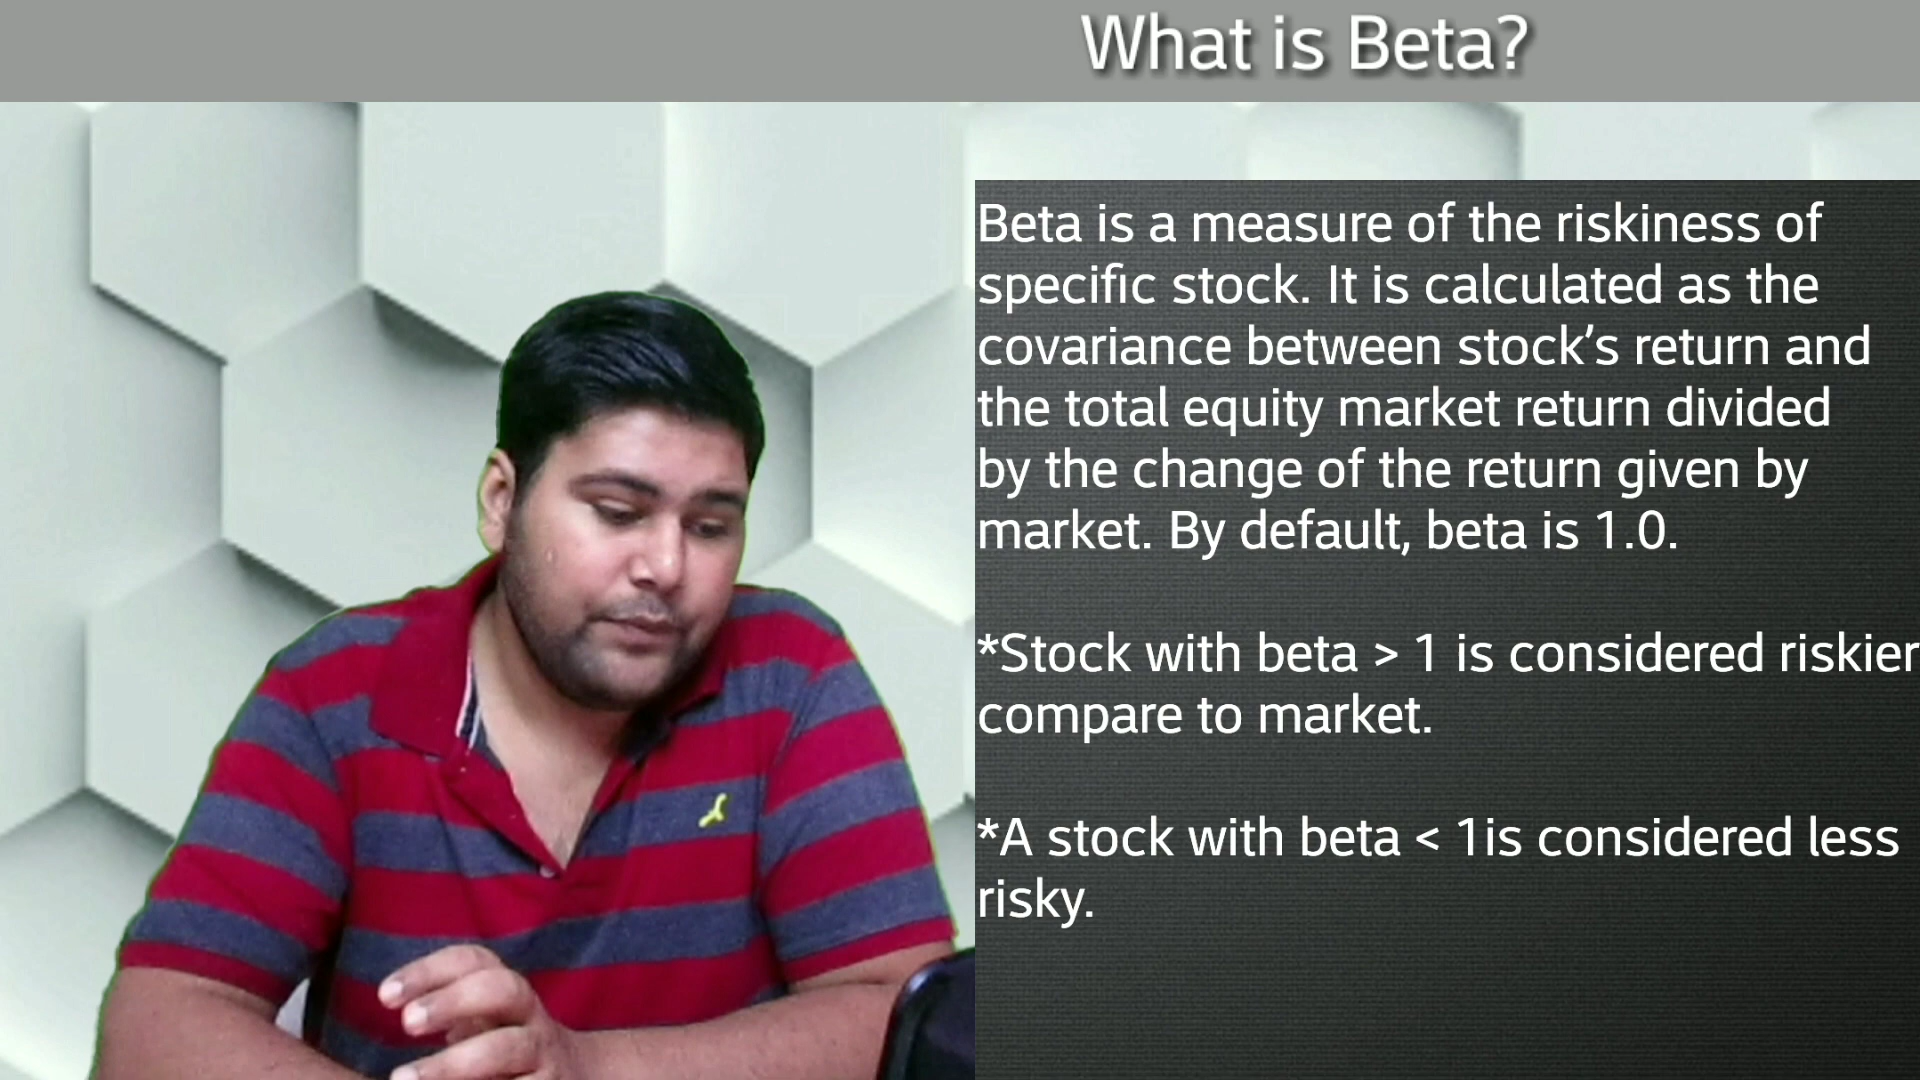 What is Beta?
Beta is a measure of the riskiness of
specific stock. It is calculated as the
covariance between stock’s return and
the total equity market return divided
by the change of the return given by
market. By default, beta is 1.0.
*Stock with beta > 1 is considered riskier
compare to market.
*A stock with beta < 1is considered less
risky.